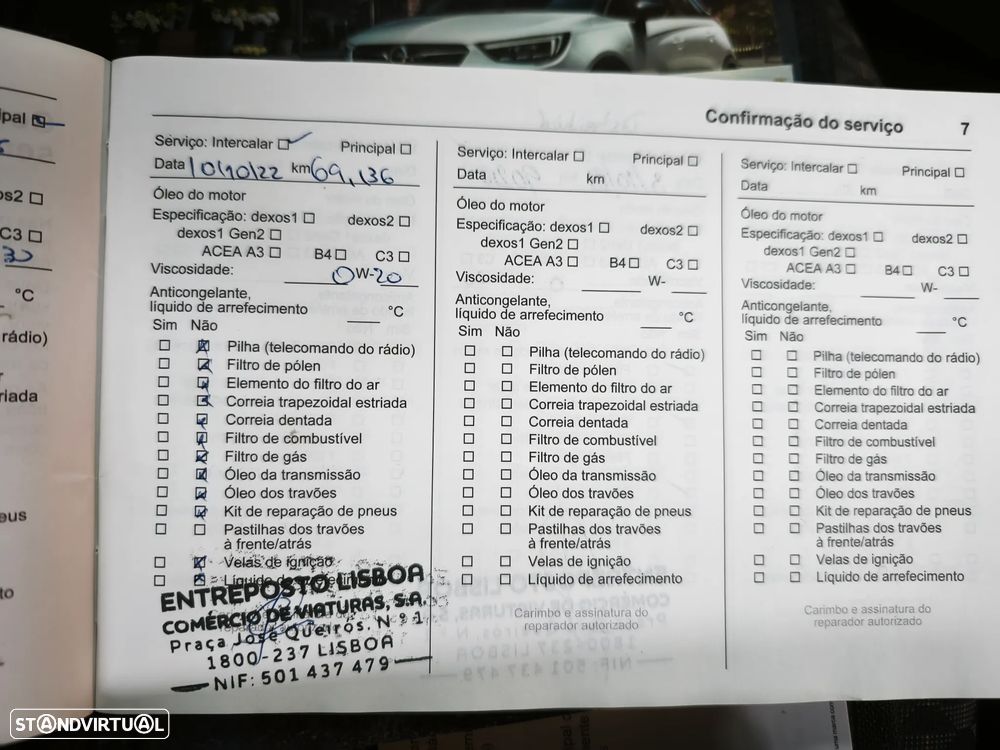 ipal
os2
C3
30
°C
rádio)
riada
eus
to
Confirmação do serviço 7
Serviço: Intercalar ✓ Principal
Data 10/10/22 km 69,136
Óleo do motor
Especificação: dexos1 dexos2
dexos1 Gen2
ACEA A3 B4 C3
Viscosidade: 0W-20
Anticongelante,
líquido de arrefecimento °C
Sim Não
Pilha (telecomando do rádio)
Filtro de pólen
Elemento do filtro do ar
Correia trapezoidal estriada
Correia dentada
Filtro de combustível
Filtro de gás
Óleo da transmissão
Óleo dos travões
Kit de reparação de pneus
Pastilhas dos travões
à frente/atrás
Velas de ignição
Líquido de arrefecimento
ENTREPOSTO LISBOA
COMÉRCIO DE VIATURAS, S.A.
Praça José Queirós, Nº 1
1800-237 LISBOA
NIF: 501 437 479
Serviço: Intercalar Principal
Data km
Óleo do motor
Especificação: dexos1 dexos2
dexos1 Gen2
ACEA A3 B4 C3
Viscosidade: W-
Anticongelante,
líquido de arrefecimento °C
Sim Não
Pilha (telecomando do rádio)
Filtro de pólen
Elemento do filtro do ar
Correia trapezoidal estriada
Correia dentada
Filtro de combustível
Filtro de gás
Óleo da transmissão
Óleo dos travões
Kit de reparação de pneus
Pastilhas dos travões
à frente/atrás
Velas de ignição
Líquido de arrefecimento
Carimbo e assinatura do
reparador autorizado
Serviço: Intercalar Principal
Data km
Óleo do motor
Especificação: dexos1 dexos2
dexos1 Gen2
ACEA A3 B4 C3
Viscosidade: W-
Anticongelante,
líquido de arrefecimento °C
Sim Não
Pilha (telecomando do rádio)
Filtro de pólen
Elemento do filtro do ar
Correia trapezoidal estriada
Correia dentada
Filtro de combustível
Filtro de gás
Óleo da transmissão
Óleo dos travões
Kit de reparação de pneus
Pastilhas dos travões
à frente/atrás
Velas de ignição
Líquido de arrefecimento
Carimbo e assinatura do
reparador autorizado
STANDVIRTUAL